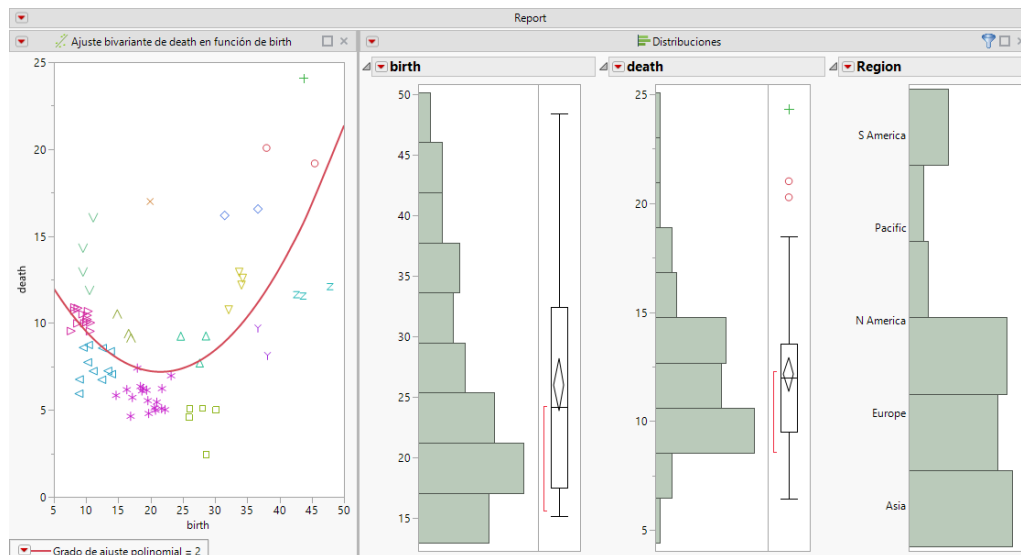 Report
Ajuste bivariante de death en función de birth
25
20
15
10
5
0
death
5 10 15 20 25 30 35 40 45 50
birth
Grado de ajuste polinomial = 2
Distribuciones
birth
50
45
40
35
30
25
20
15
death
25
20
15
10
5
Region
S America
Pacific
N America
Europe
Asia